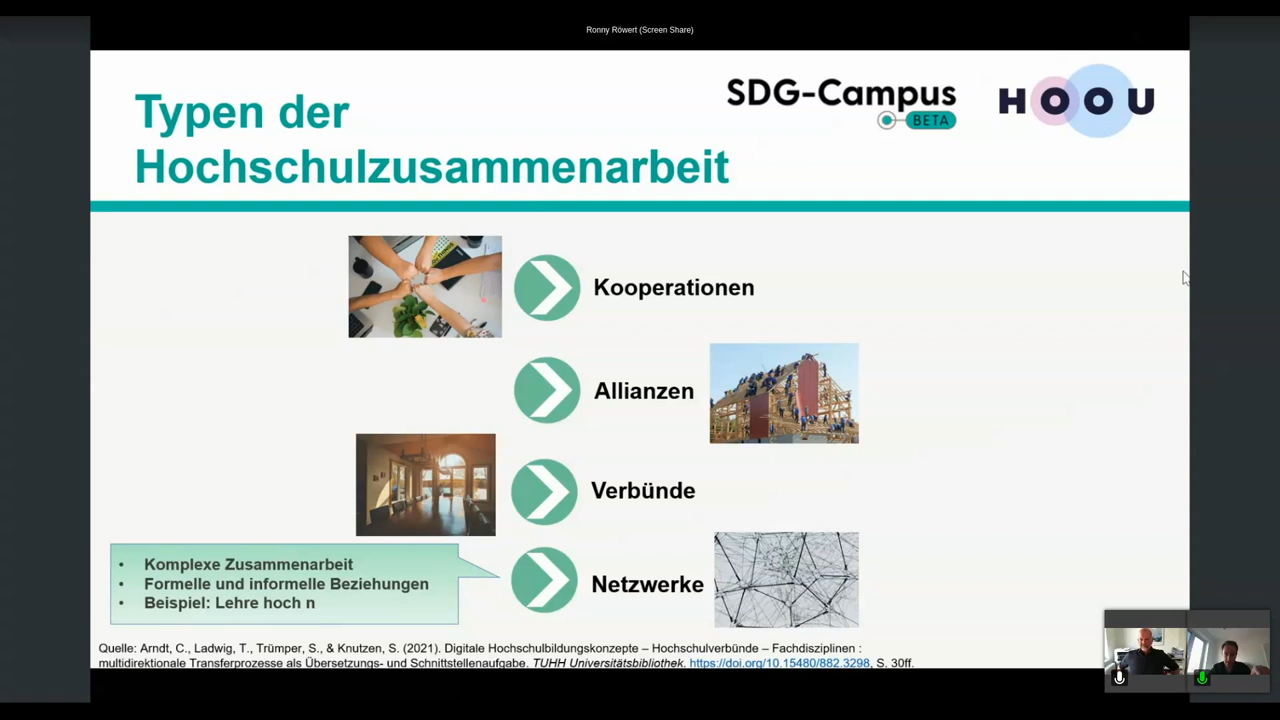 Ronny Röwert (Screen Share)
Typen der
Hochschulzusammenarbeit
SDG-Campus
BETA
HOOU
Kooperationen
Allianzen
Verbünde
• Komplexe Zusammenarbeit
• Formelle und informelle Beziehungen
• Beispiel: Lehre hoch n
Netzwerke
Quelle: Arndt, C., Ladwig, T., Trümper, S., & Knutzen, S. (2021). Digitale Hochschulbildungskonzepte – Hochschulverbünde – Fachdisziplinen :
multidirektionale Transferprozesse als Übersetzungs- und Schnittstellenaufgabe. TUHH Universitätsbibliothek. https://doi.org/10.15480/882.3298, S. 30ff.